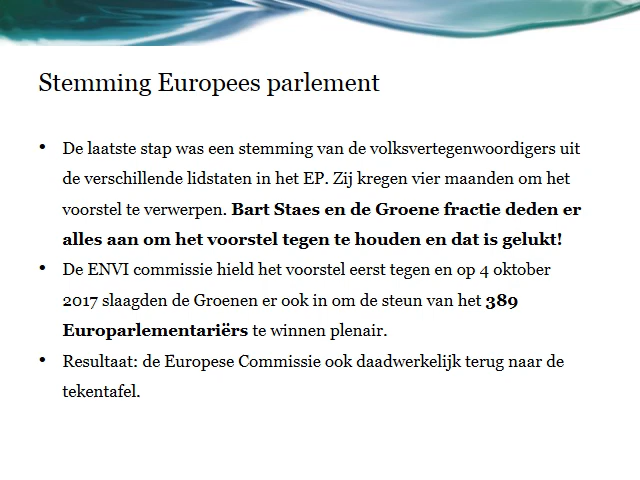 Stemming Europees parlement
• De laatste stap was een stemming van de volksvertegenwoordigers uit
de verschillende lidstaten in het EP. Zij kregen vier maanden om het
voorstel te verwerpen. Bart Staes en de Groene fractie deden er
alles aan om het voorstel tegen te houden en dat is gelukt!
• De ENVI commissie hield het voorstel eerst tegen en op 4 oktober
2017 slaagden de Groenen er ook in om de steun van het 389
Europarlementariërs te winnen plenair.
• Resultaat: de Europese Commissie ook daadwerkelijk terug naar de
tekentafel.